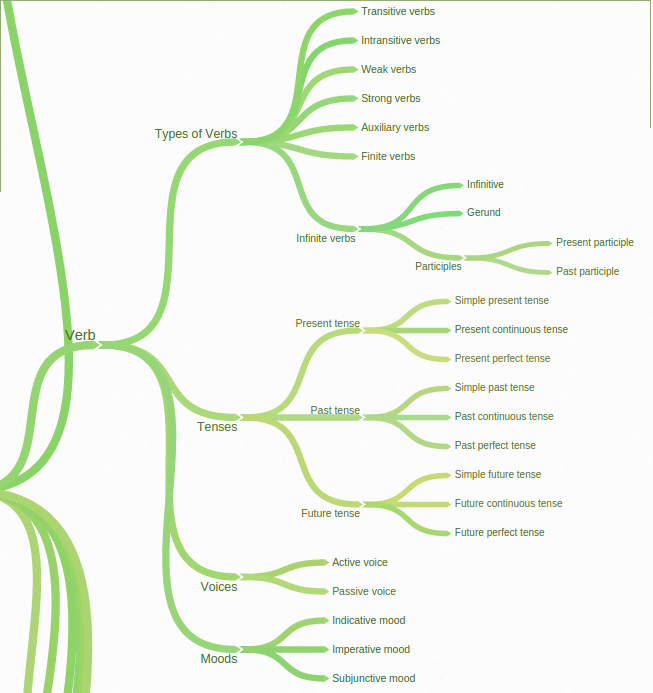 Verb
Types of Verbs
Transitive verbs
Intransitive verbs
Weak verbs
Strong verbs
Auxiliary verbs
Finite verbs
Infinite verbs
Infinitive
Gerund
Participles
Present participle
Past participle
Tenses
Present tense
Simple present tense
Present continuous tense
Present perfect tense
Past tense
Simple past tense
Past continuous tense
Past perfect tense
Future tense
Simple future tense
Future continuous tense
Future perfect tense
Voices
Active voice
Passive voice
Moods
Indicative mood
Imperative mood
Subjunctive mood